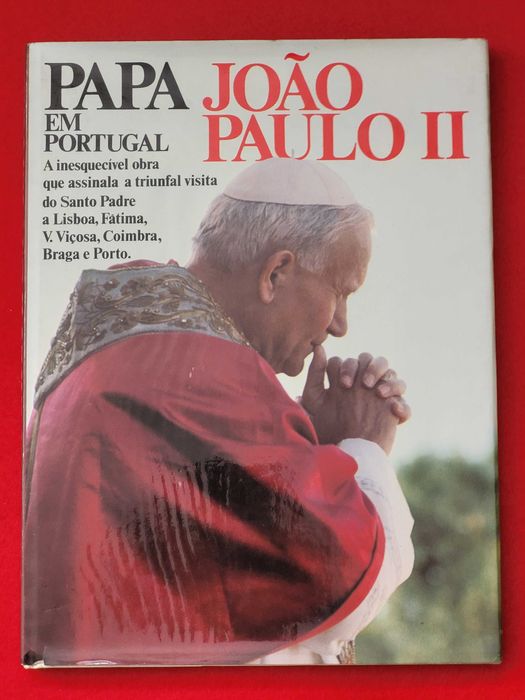 PAPA JOÃO
EM PAULO II
PORTUGAL
A inesquecível obra
que assinala a triunfal visita
do Santo Padre
a Lisboa, Fátima,
V. Viçosa, Coimbra,
Braga e Porto.